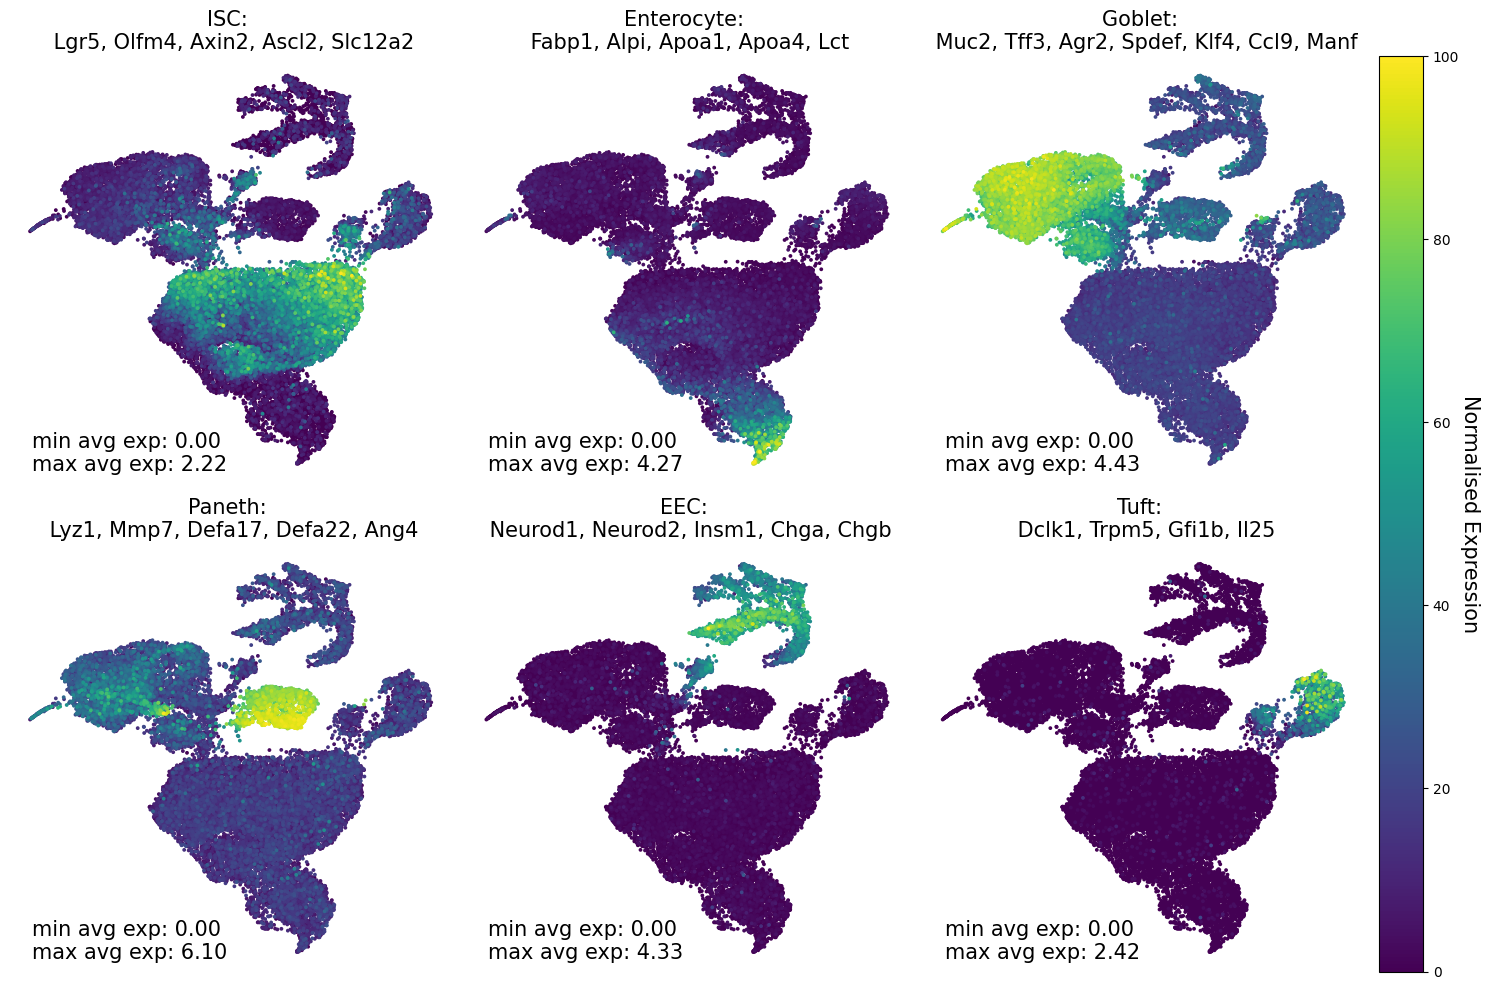 ISC:
Lgr5, Olfm4, Axin2, Ascl2, Slc12a2
min avg exp: 0.00
max avg exp: 2.22
Enterocyte:
Fabp1, Alpi, Apoa1, Apoa4, Lct
min avg exp: 0.00
max avg exp: 4.27
Goblet:
Muc2, Tff3, Agr2, Spdef, Klf4, Ccl9, Manf
min avg exp: 0.00
max avg exp: 4.43
Paneth:
Lyz1, Mmp7, Defa17, Defa22, Ang4
min avg exp: 0.00
max avg exp: 6.10
EEC:
Neurod1, Neurod2, Insm1, Chga, Chgb
min avg exp: 0.00
max avg exp: 4.33
Tuft:
Dclk1, Trpm5, Gfi1b, Il25
min avg exp: 0.00
max avg exp: 2.42
100
80
60
40
20
0
Normalised Expression